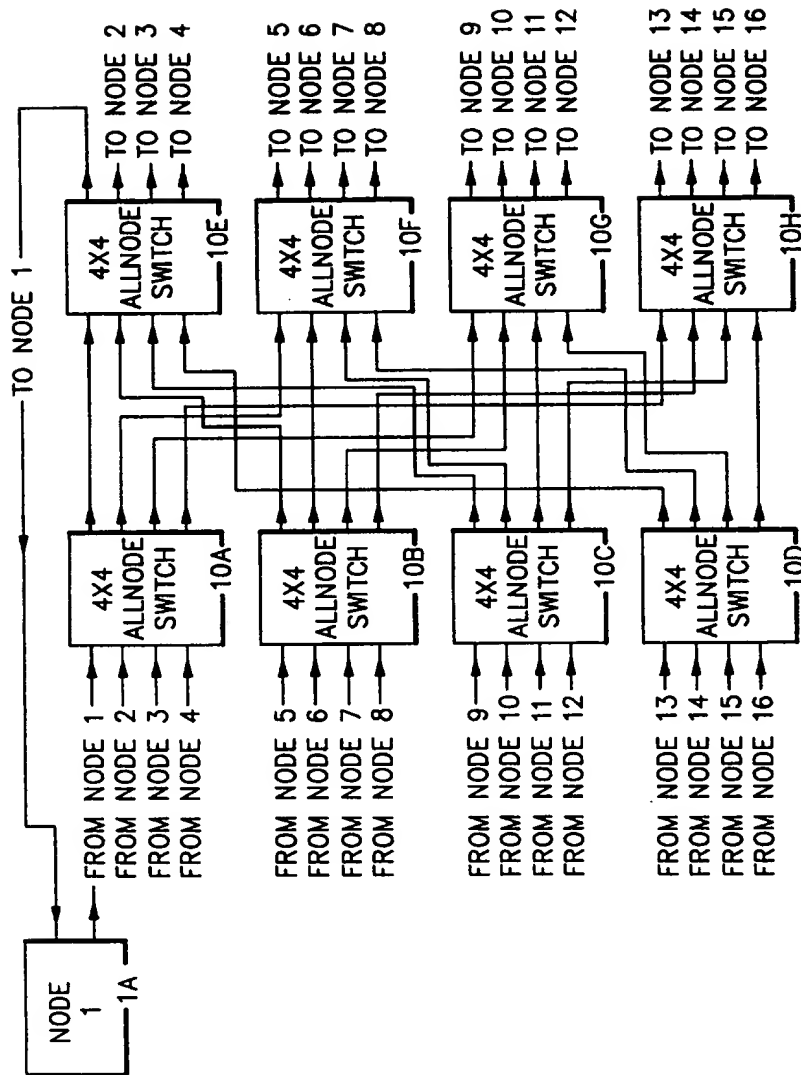 TO NODE 1
NODE
1
1A
FROM NODE 1
FROM NODE 2
FROM NODE 3
FROM NODE 4
4X4
ALLNODE
SWITCH
10A
4X4
ALLNODE
SWITCH
10E
TO NODE 2
TO NODE 3
TO NODE 4
FROM NODE 5
FROM NODE 6
FROM NODE 7
FROM NODE 8
4X4
ALLNODE
SWITCH
10B
4X4
ALLNODE
SWITCH
10F
TO NODE 5
TO NODE 6
TO NODE 7
TO NODE 8
FROM NODE 9
FROM NODE 10
FROM NODE 11
FROM NODE 12
4X4
ALLNODE
SWITCH
10C
4X4
ALLNODE
SWITCH
10G
TO NODE 9
TO NODE 10
TO NODE 11
TO NODE 12
FROM NODE 13
FROM NODE 14
FROM NODE 15
FROM NODE 16
4X4
ALLNODE
SWITCH
10D
4X4
ALLNODE
SWITCH
10H
TO NODE 13
TO NODE 14
TO NODE 15
TO NODE 16